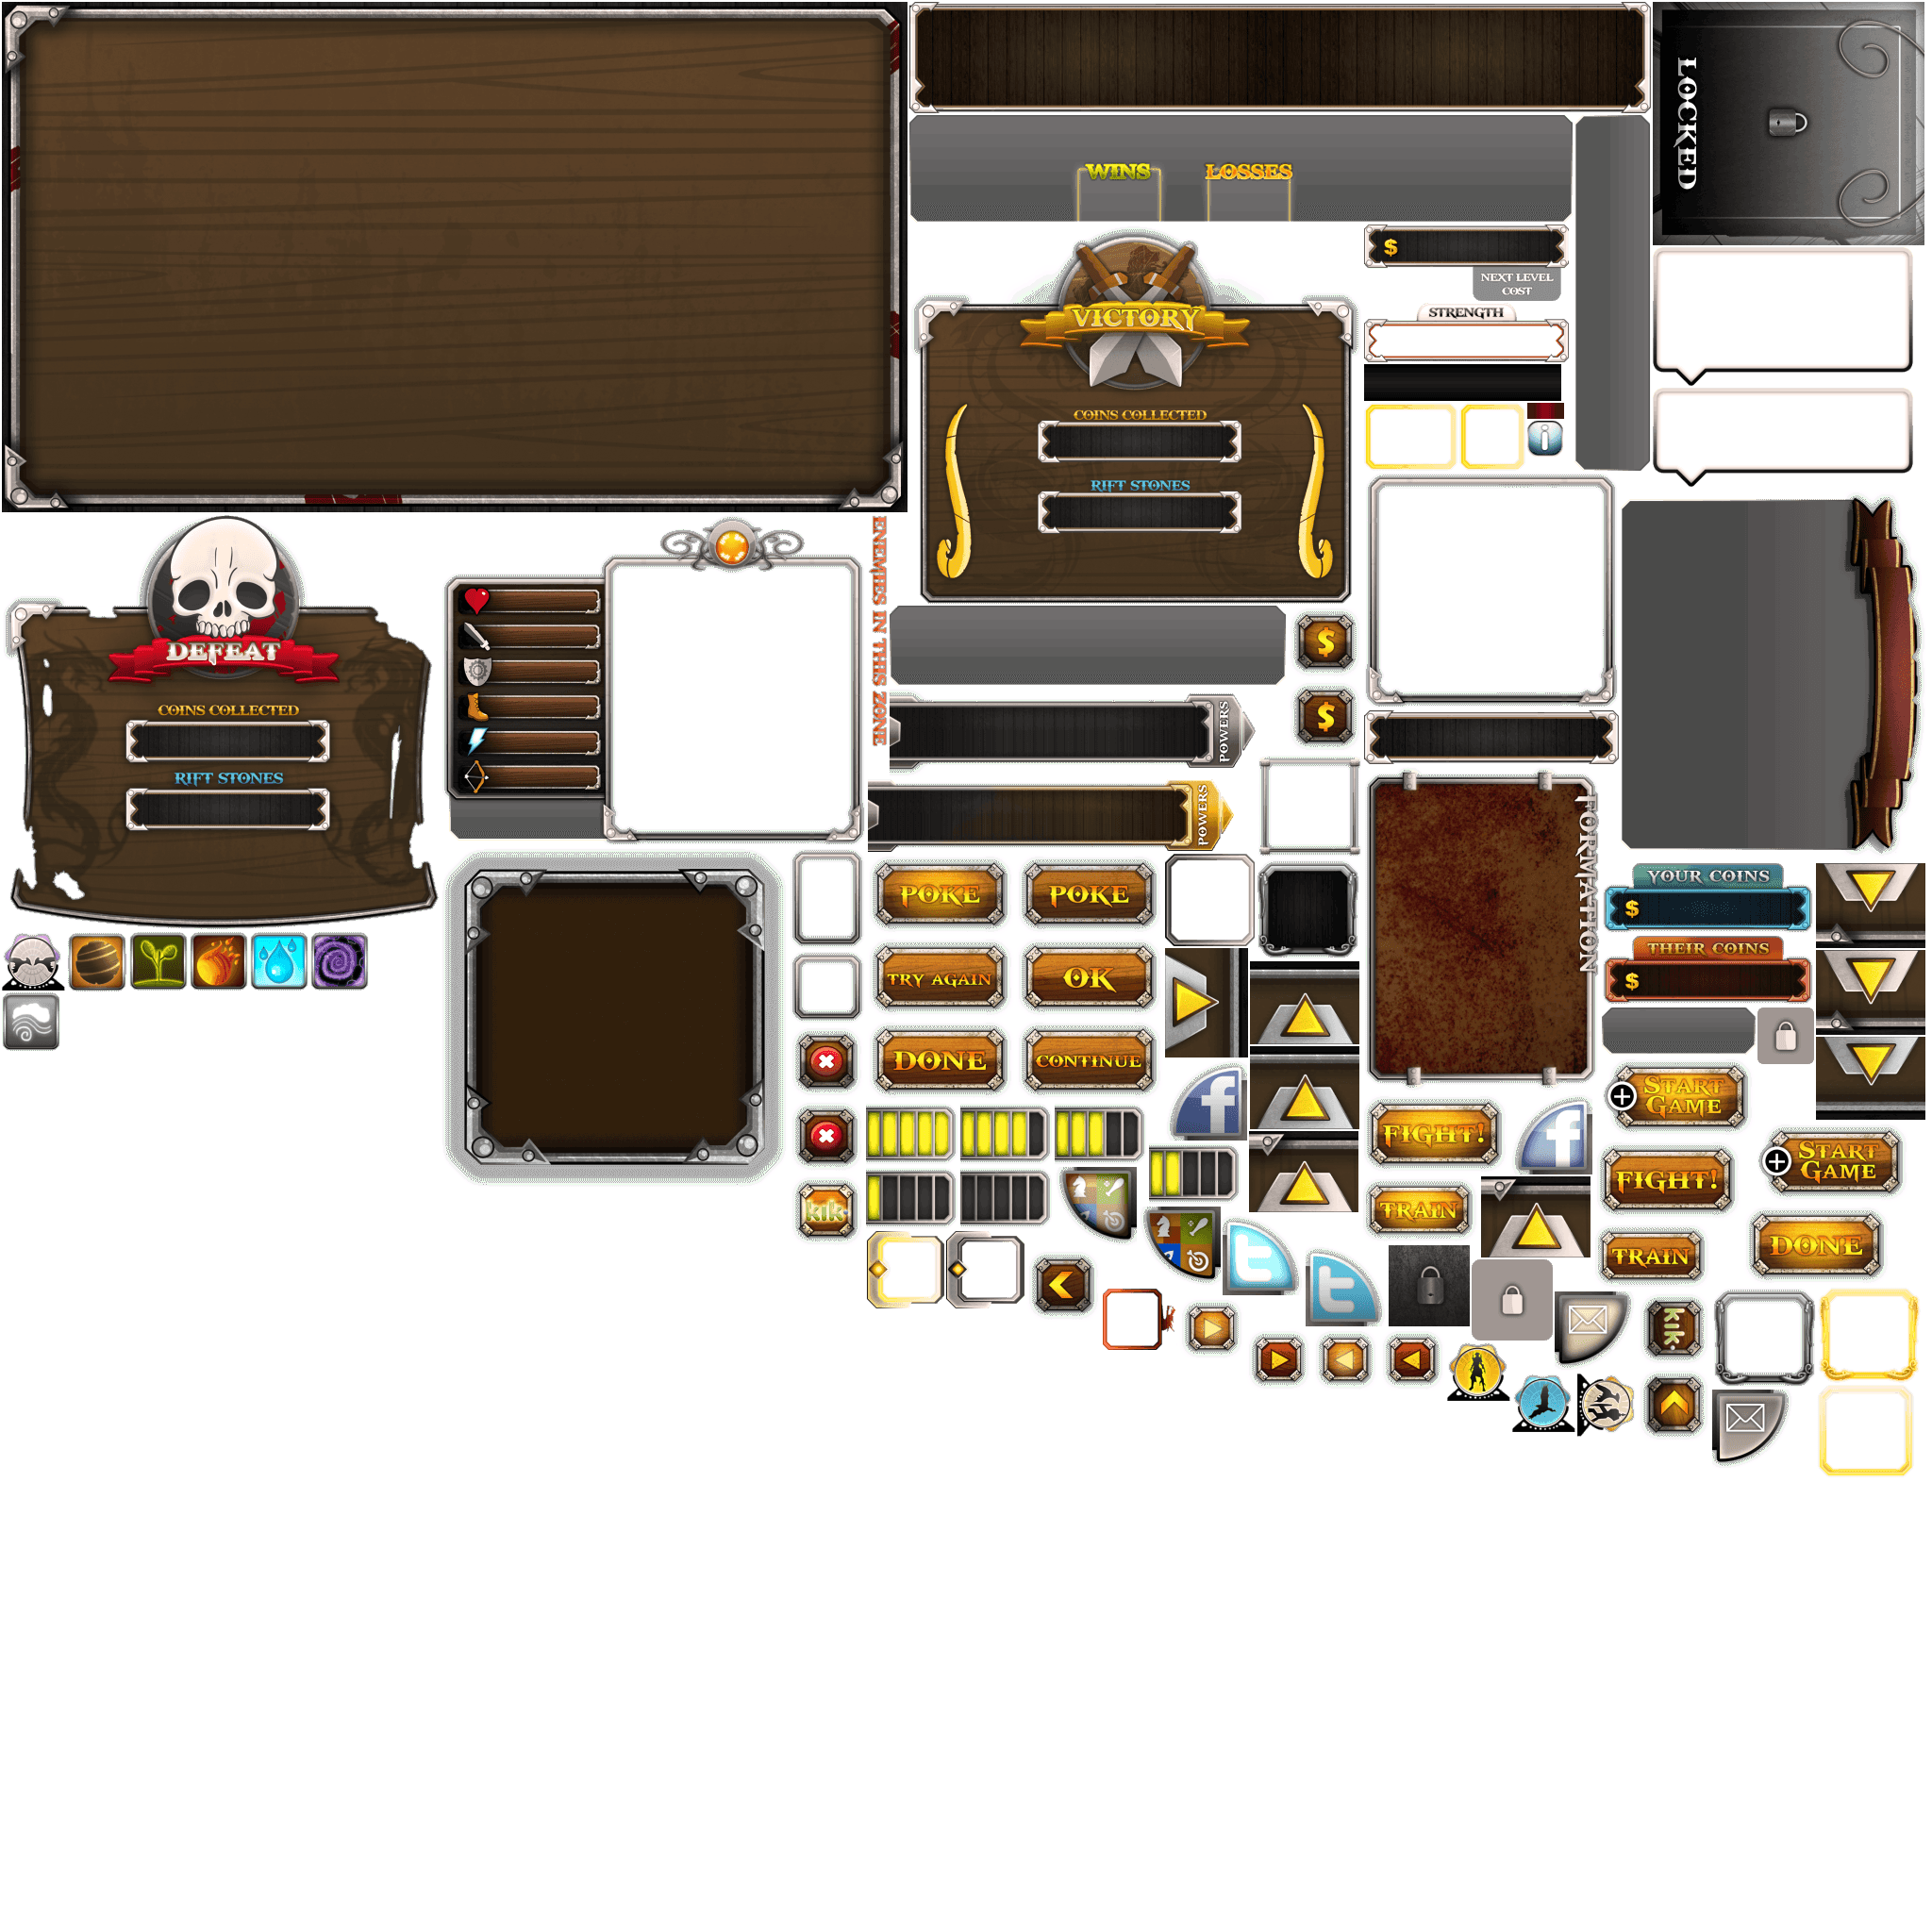 LOCKED
WINS
LOSSES
$
NEXT LEVEL
COST
STRENGTH
VICTORY
COINS COLLECTED
RIFT STONES
i
ENEMIES IN THIS ZONE
DEFEAT
COINS COLLECTED
RIFT STONES
$
$
POWERS
POWERS
FORMATION
POKE
POKE
YOUR COINS
$
THEIR COINS
$
TRY AGAIN
OK
DONE
CONTINUE
f
START
GAME
FIGHT!
f
START
GAME
FIGHT!
kik
TRAIN
TRAIN
DONE
t
t
kik